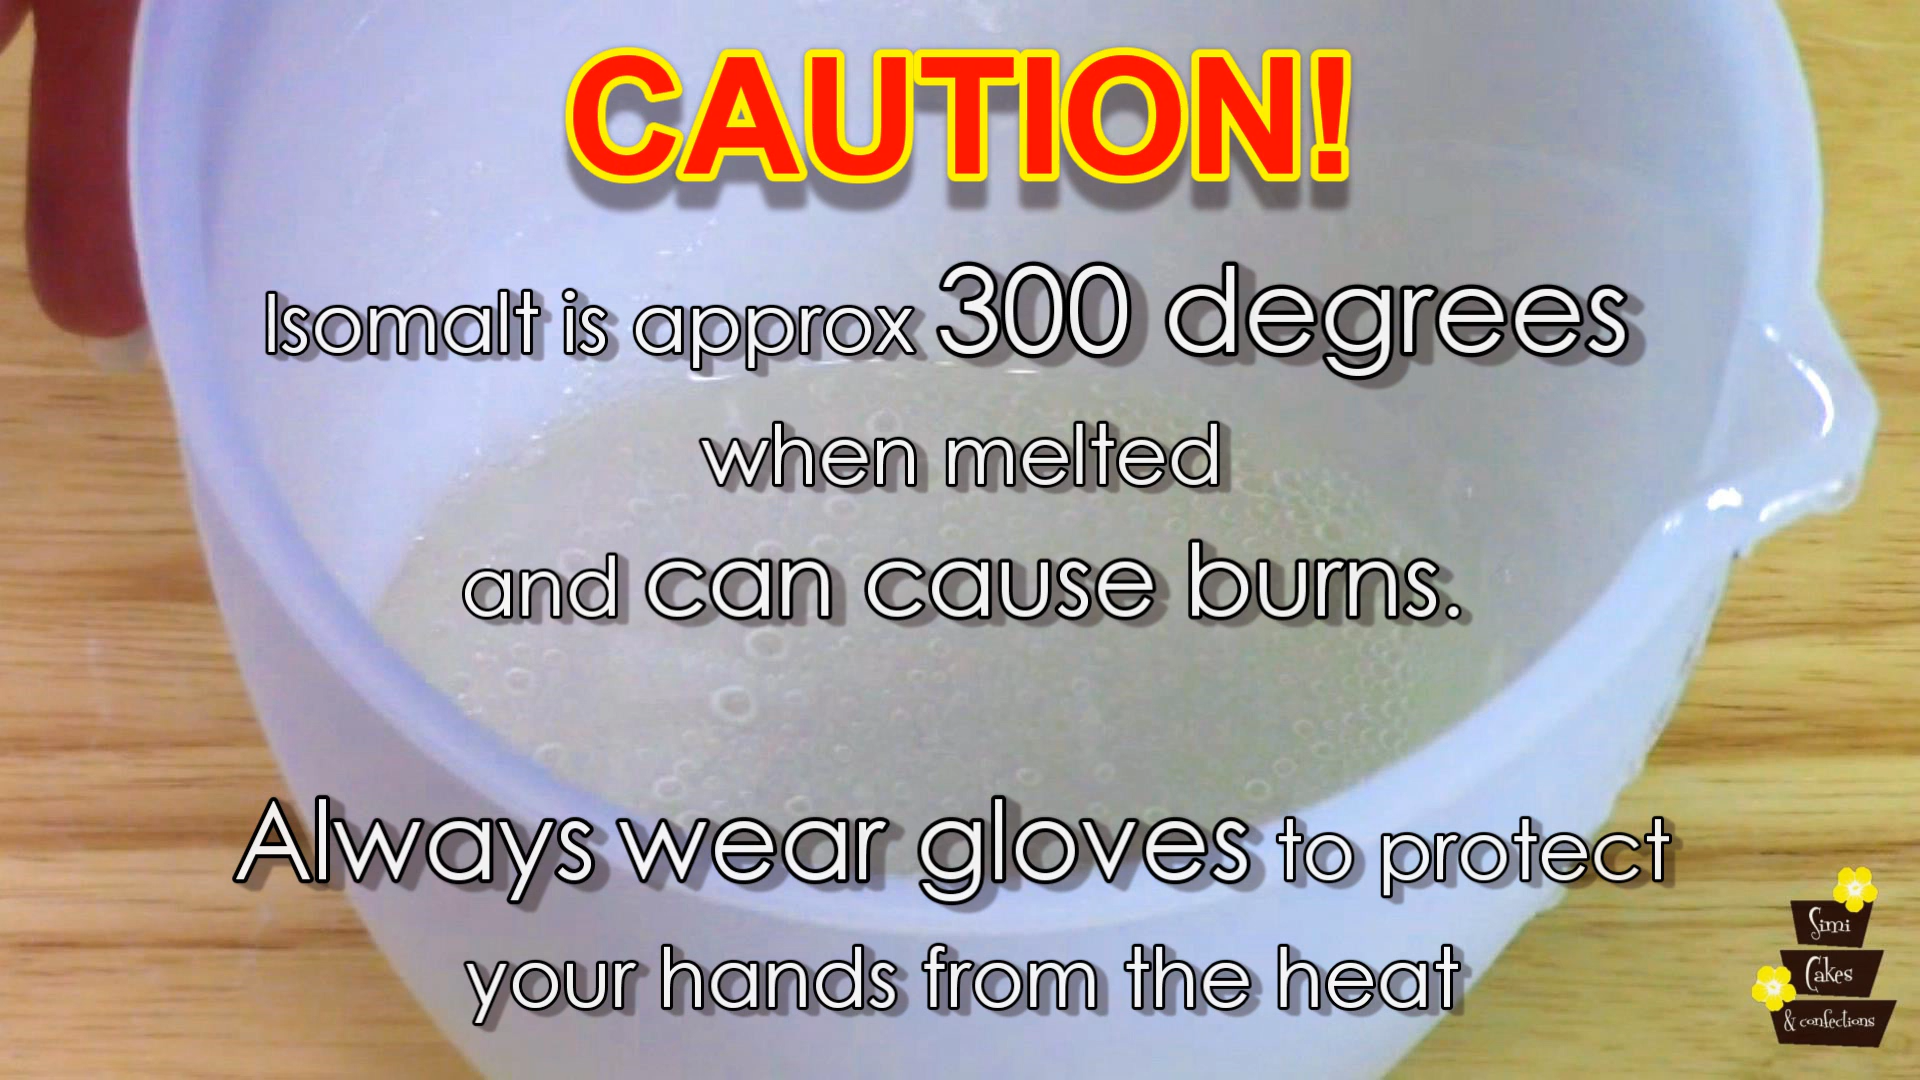 CAUTION!
Isomalt is approx 300 degrees
when melted
and can cause burns.
Always wear gloves to protect
your hands from the heat
Simi
Cakes
& confections